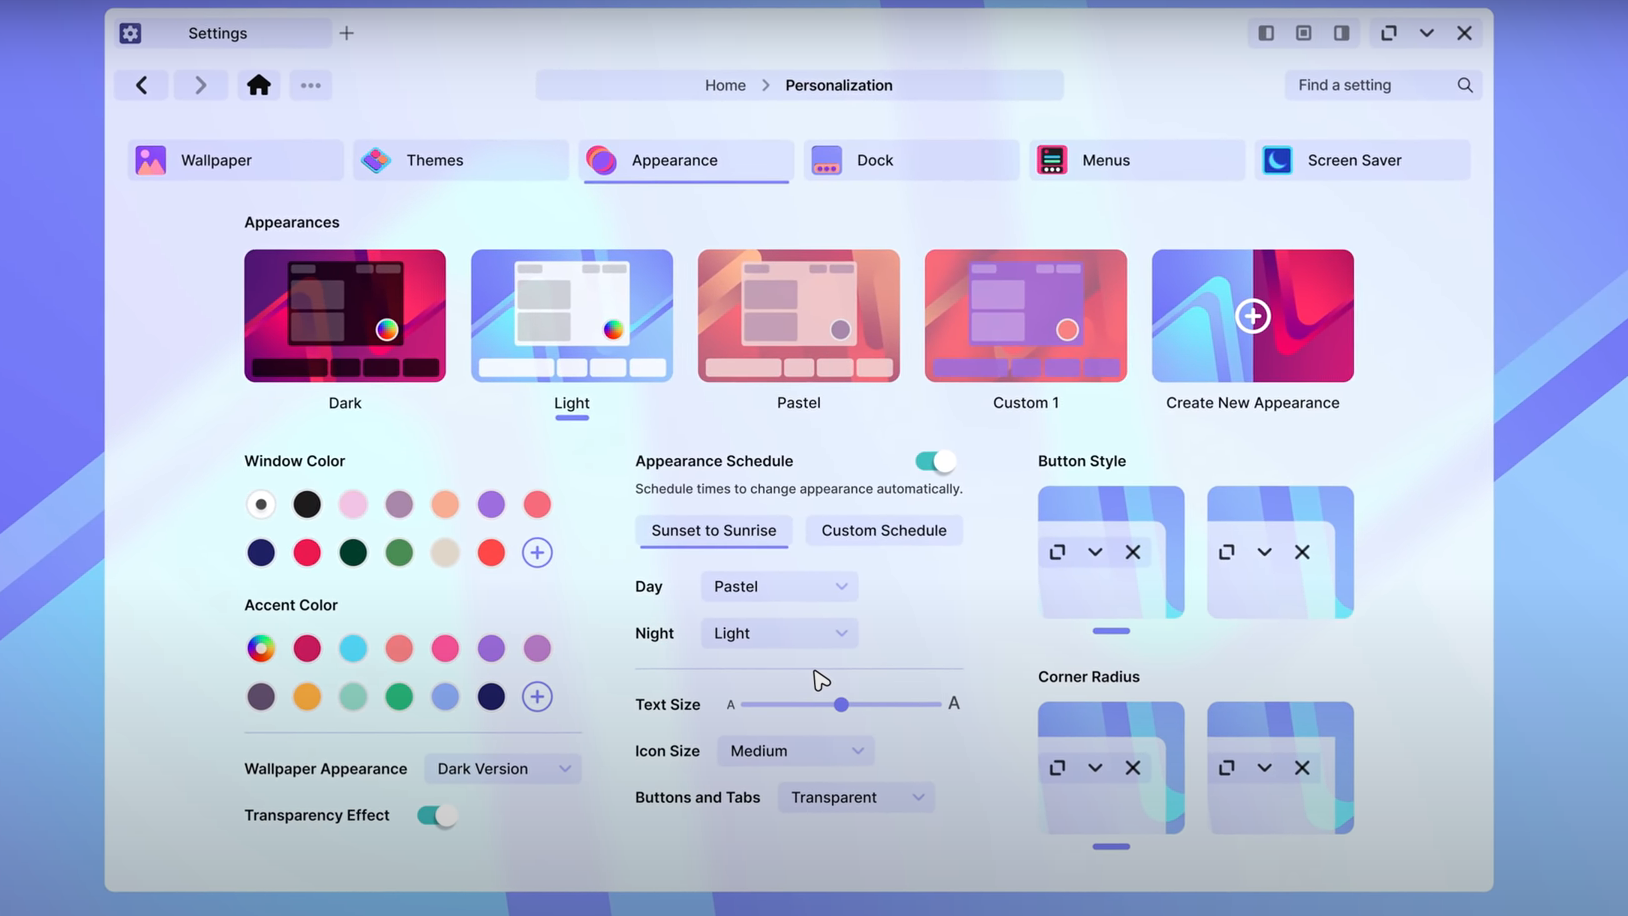 Settings
Home > Personalization
Find a setting
Wallpaper
Themes
Appearance
Dock
Menus
Screen Saver
Appearances
Dark
Light
Pastel
Custom 1
Create New Appearance
Window Color
Accent Color
Wallpaper Appearance
Dark Version
Transparency Effect
Appearance Schedule
Schedule times to change appearance automatically.
Sunset to Sunrise
Custom Schedule
Day
Pastel
Night
Light
Text Size
A
A
Icon Size
Medium
Buttons and Tabs
Transparent
Button Style
Corner Radius